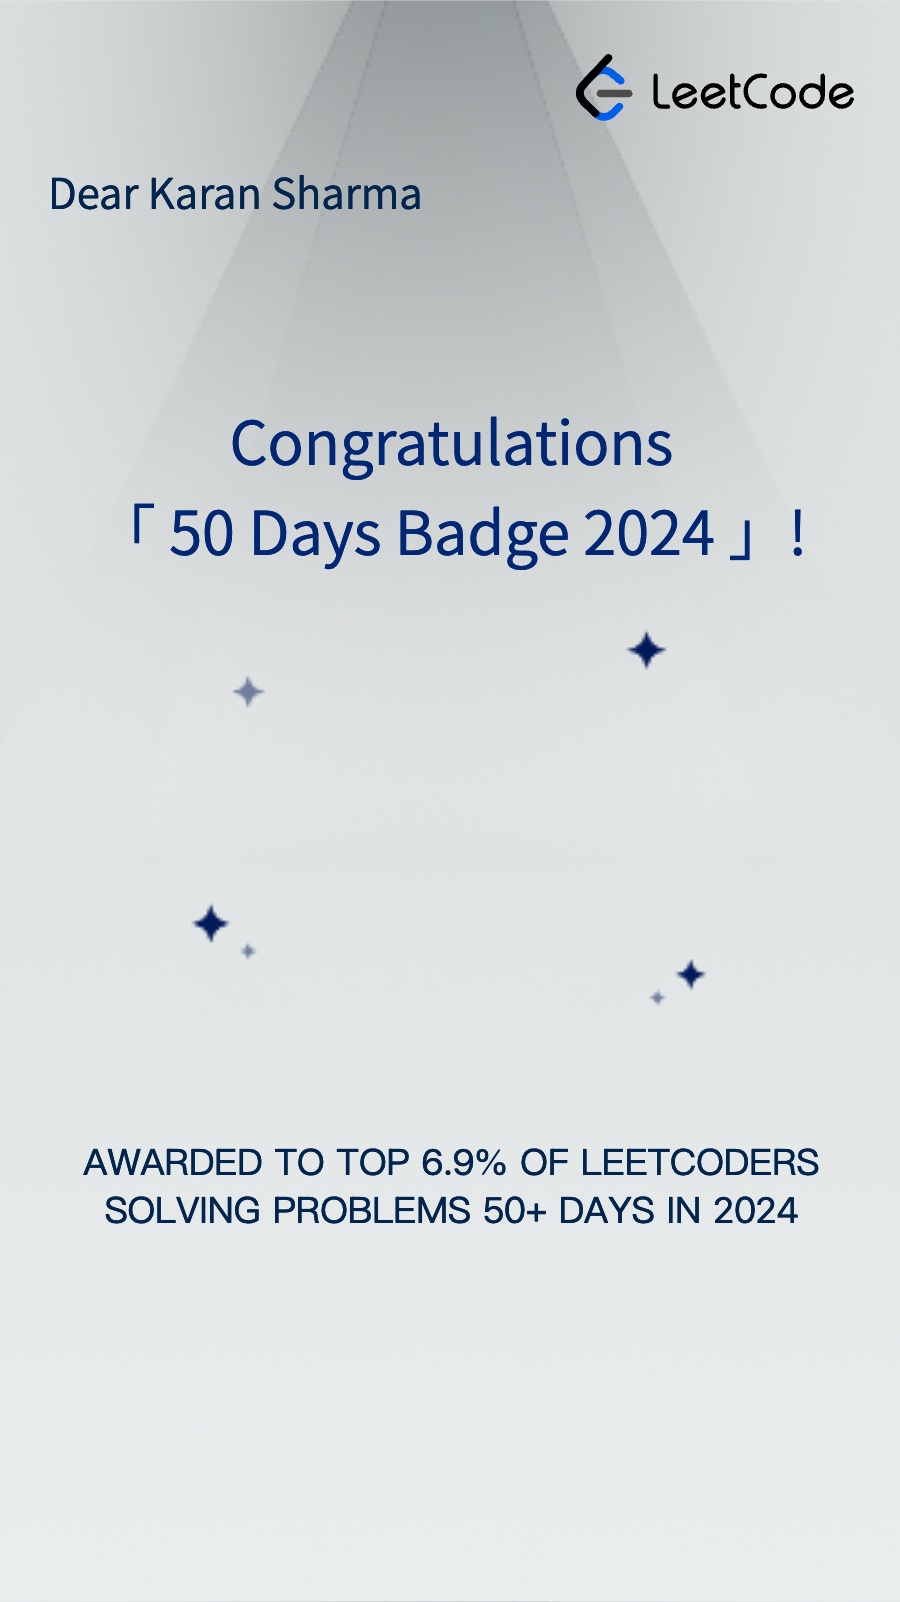 LeetCode
Dear Karan Sharma
Congratulations
「 50 Days Badge 2024 」 !
AWARDED TO TOP 6.9% OF LEETCODERS
SOLVING PROBLEMS 50+ DAYS IN 2024